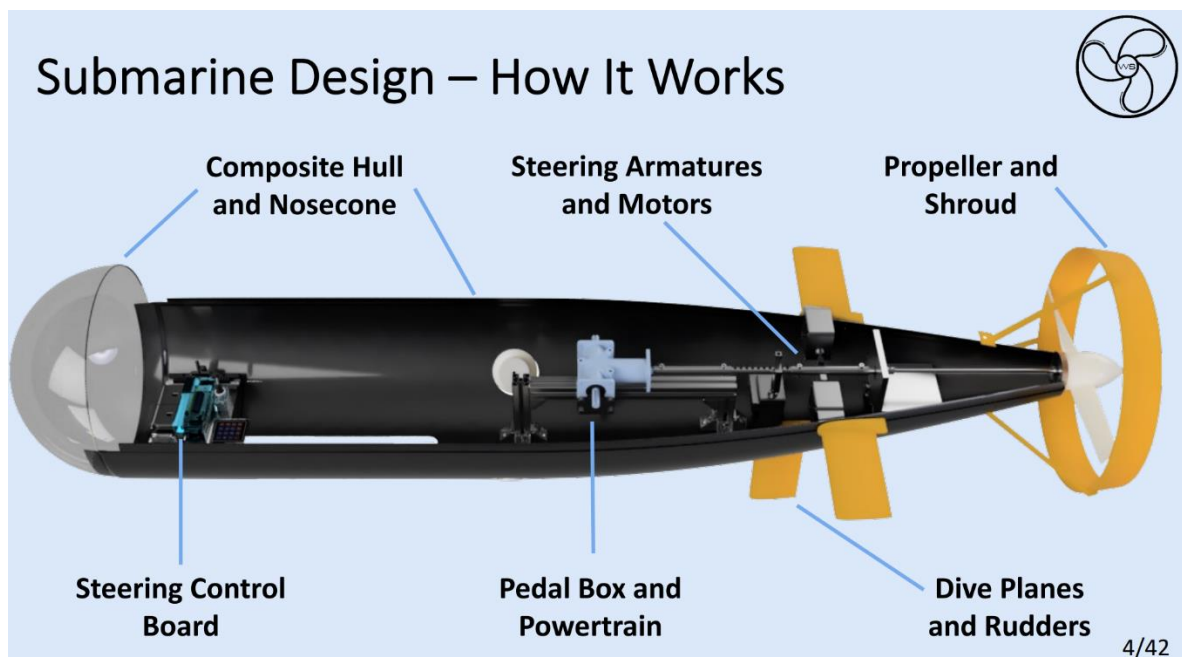 Submarine Design – How It Works
WS
Composite Hull
and Nosecone
Steering Armatures
and Motors
Propeller and
Shroud
Steering Control
Board
Pedal Box and
Powertrain
Dive Planes
and Rudders
4/42